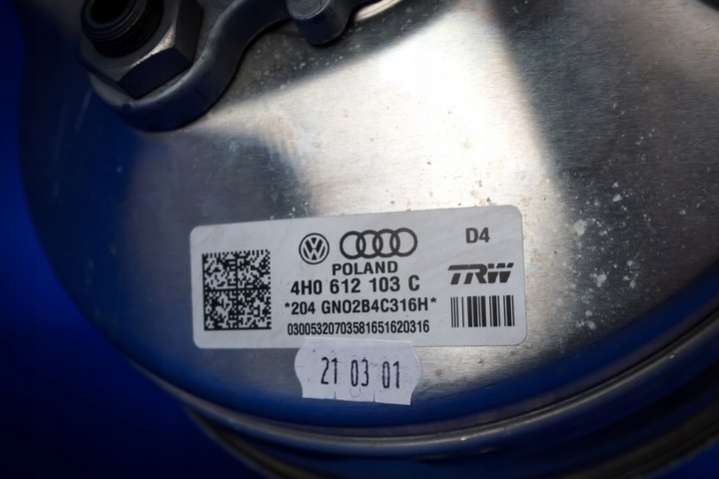 D4
POLAND
TRW
4H0 612 103 C
*204 GN02B4C316H*
03005320703581651620316
21 03 01